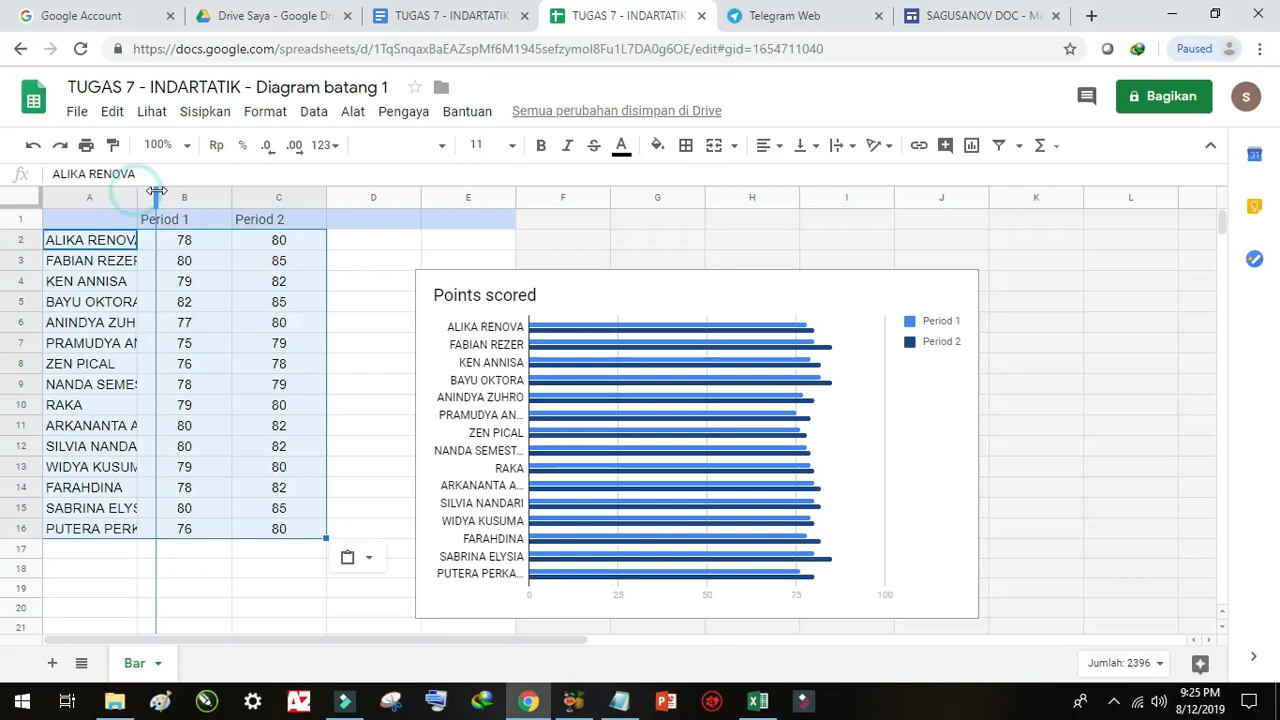 Google Account
Drive Saya - Google Dri
TUGAS 7 - INDARTATIK
TUGAS 7 - INDARTATIK
Telegram Web
SAGUSANOV DOC - Ma
https://docs.google.com/spreadsheets/d/1TqSnqaxBaEAZspMf6M1945sefzymoI8Fu1L7DA0g6OE/edit#gid=1654711040
Paused
TUGAS 7 - INDARTATIK - Diagram batang 1
File Edit Lihat Sisipkan Format Data Alat Pengaya Bantuan Semua perubahan disimpan di Drive
Bagikan
S
100% Rp % .0 .00 123 11 B I S A
fx ALIKA RENOVA
A B C D E F G H I J K L
1 Period 1 Period 2
2 ALIKA RENOVA 78 80
3 FABIAN REZER 80 85
4 KEN ANNISA 79 82
5 BAYU OKTORA 82 85
6 ANINDYA ZUH 77 80
7 PRAMUDYA AN 75 79
8 ZEN PICAL 76 78
9 NANDA SEMES 78 79
10 RAKA 79 80
11 ARKANANTA A 80 82
12 SILVIA NANDA 80 82
13 WIDYA KUSUM 79 80
14 FARAHDINA 78 82
15 SABRINA ELYS 80 85
16 PUTERA PERK 76 80
17
18
19
20
21
Points scored
Period 1
Period 2
ALIKA RENOVA
FABIAN REZER
KEN ANNISA
BAYU OKTORA
ANINDYA ZUHRO
PRAMUDYA AN...
ZEN PICAL
NANDA SEMEST...
RAKA
ARKANANTA A...
SILVIA NANDARI
WIDYA KUSUMA
FARAHDINA
SABRINA ELYSIA
PUTERA PERKA...
0 25 50 75 100
Bar
Jumlah: 2396
31
9:25 PM
8/12/2019